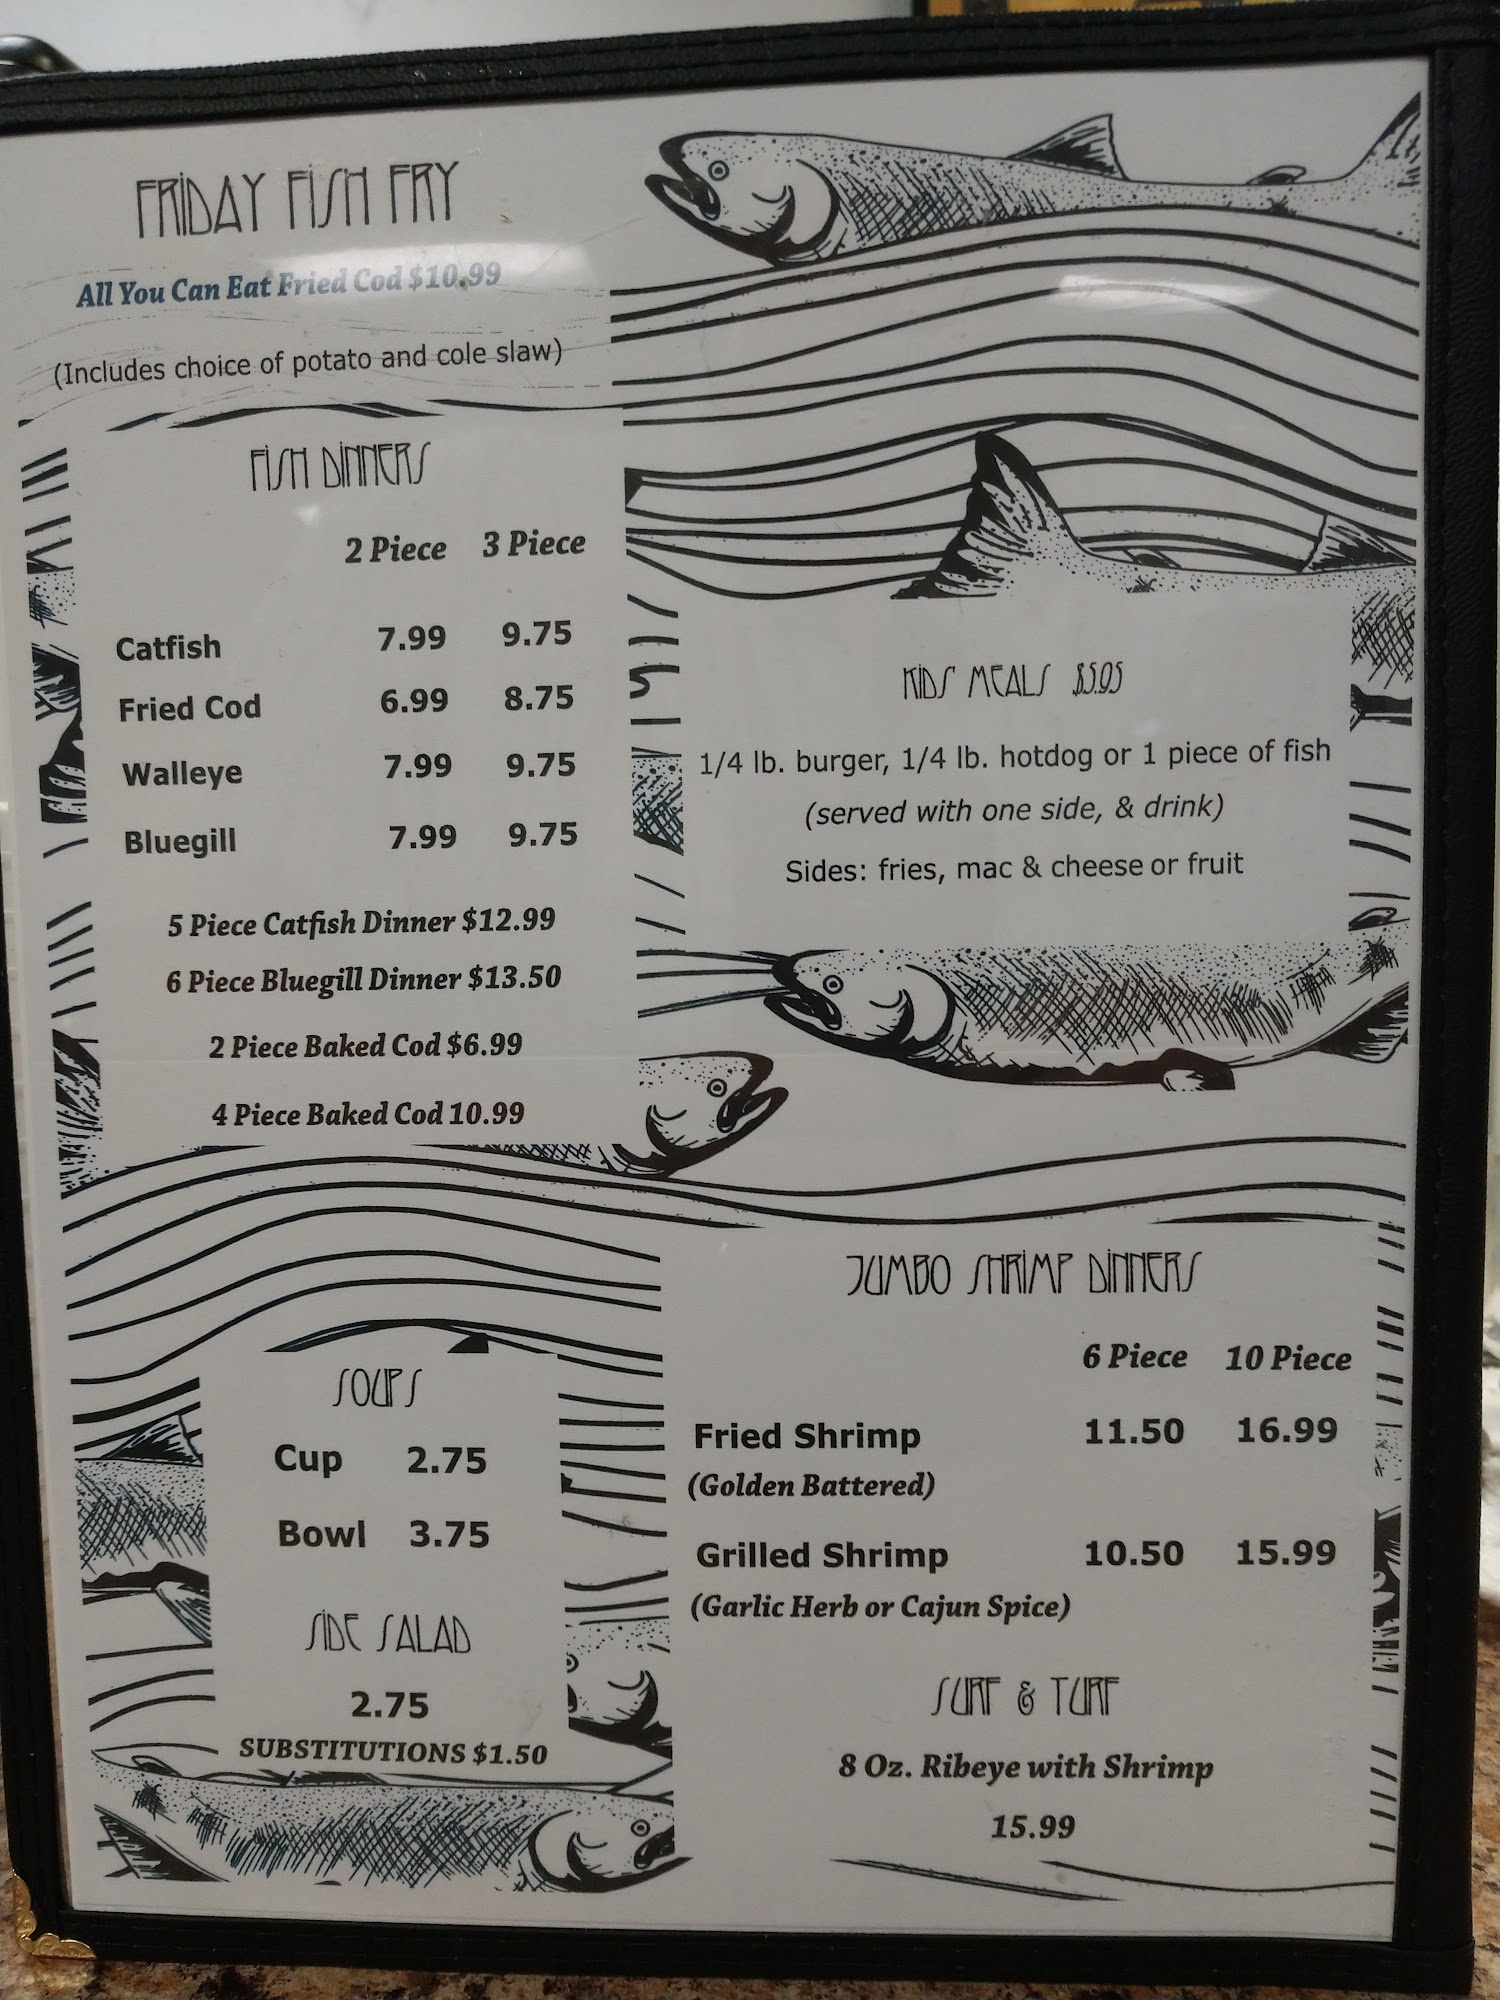 FRIDAY FISH FRY
All You Can Eat Fried Cod $10.99
(Includes choice of potato and cole slaw)
FISH DINNERS
2 Piece 3 Piece
Catfish 7.99 9.75
Fried Cod 6.99 8.75
Walleye 7.99 9.75
Bluegill 7.99 9.75
5 Piece Catfish Dinner $12.99
6 Piece Bluegill Dinner $13.50
2 Piece Baked Cod $6.99
4 Piece Baked Cod 10.99
KIDS' MEALS
1/4 lb. burger, 1/4 lb. hotdog or 1 piece of fish
(served with one side, & drink)
Sides: fries, mac & cheese or fruit
SOUPS
Cup 2.75
Bowl 3.75
SIDE SALAD
2.75
SUBSTITUTIONS $1.50
JUMBO SHRIMP DINNERS
6 Piece 10 Piece
Fried Shrimp 11.50 16.99
(Golden Battered)
Grilled Shrimp 10.50 15.99
(Garlic Herb or Cajun Spice)
SURF & TURF
8 Oz. Ribeye with Shrimp
15.99